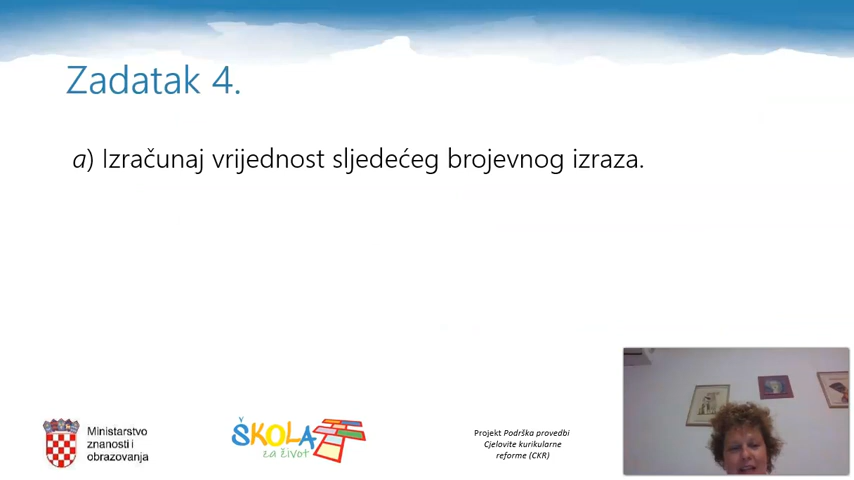 Zadatak 4.
a) Izračunaj vrijednost sljedećeg brojevnog izraza.
Ministarstvo
znanosti i
obrazovanja
ŠKOLA
za život
Projekt Podrška provedbi
Cjelovite kurikularne
reforme (CKR)